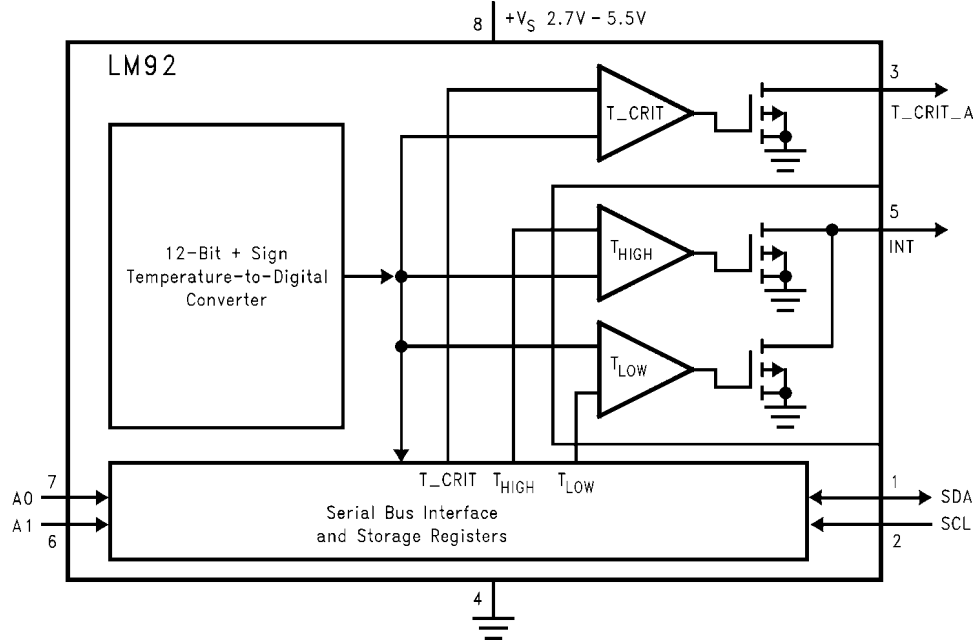 8 +VS 2.7V – 5.5V
LM92
3
T_CRIT_A
T_CRIT
12-Bit + Sign
Temperature-to-Digital
Converter
THIGH
5
INT
TLOW
T_CRIT THIGH TLOW
Serial Bus Interface
and Storage Registers
7
A0
A1
6
1
SDA
SCL
2
4